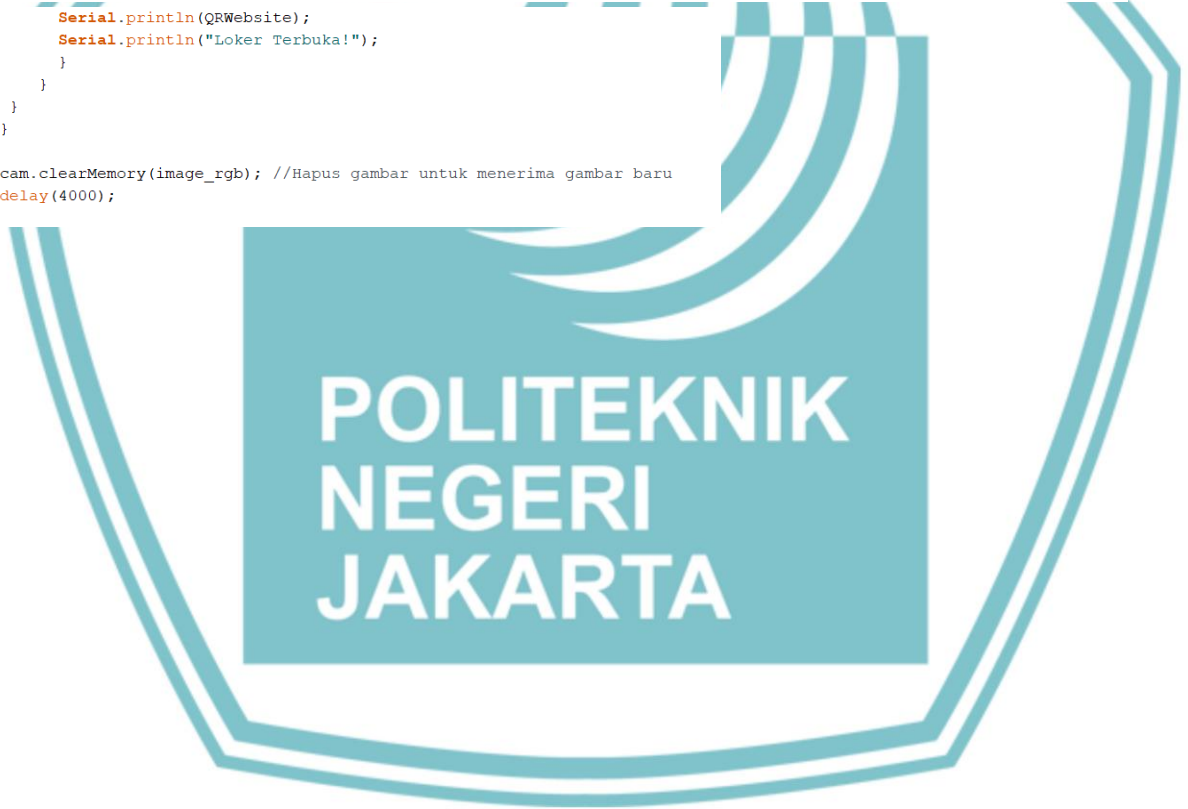 Serial.println(QRWebsite);
Serial.println("Loker Terbuka!");
}
}
}
}
cam.clearMemory(image_rgb); //Hapus gambar untuk menerima gambar baru
delay(4000);
POLITEKNIK
NEGERI
JAKARTA